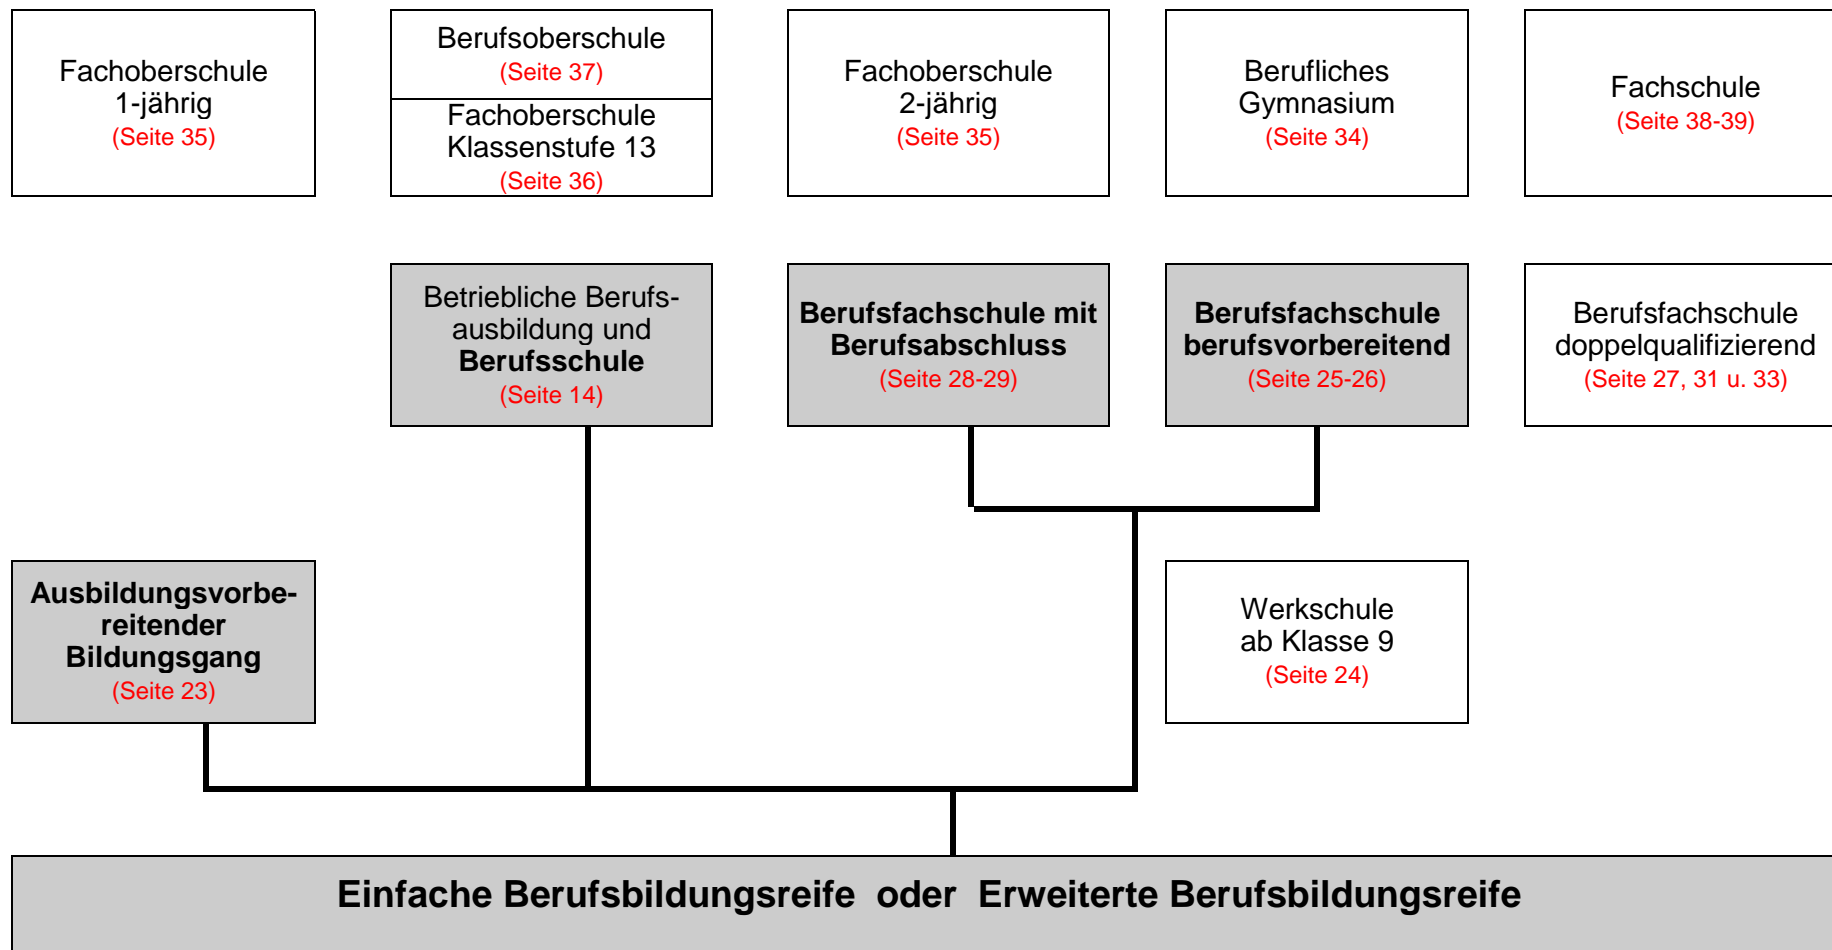 Fachoberschule
1-jährig
(Seite 35)
Berufsoberschule
(Seite 37)
Fachoberschule
Klassenstufe 13
(Seite 36)
Fachoberschule
2-jährig
(Seite 35)
Berufliches
Gymnasium
(Seite 34)
Fachschule
(Seite 38-39)
Betriebliche Berufs-
ausbildung und
Berufsschule
(Seite 14)
Berufsfachschule mit
Berufsabschluss
(Seite 28-29)
Berufsfachschule
berufsvorbereitend
(Seite 25-26)
Berufsfachschule
doppelqualifizierend
(Seite 27, 31 u. 33)
Ausbildungsvorbe-
reitender
Bildungsgang
(Seite 23)
Werkschule
ab Klasse 9
(Seite 24)
Einfache Berufsbildungsreife oder Erweiterte Berufsbildungsreife